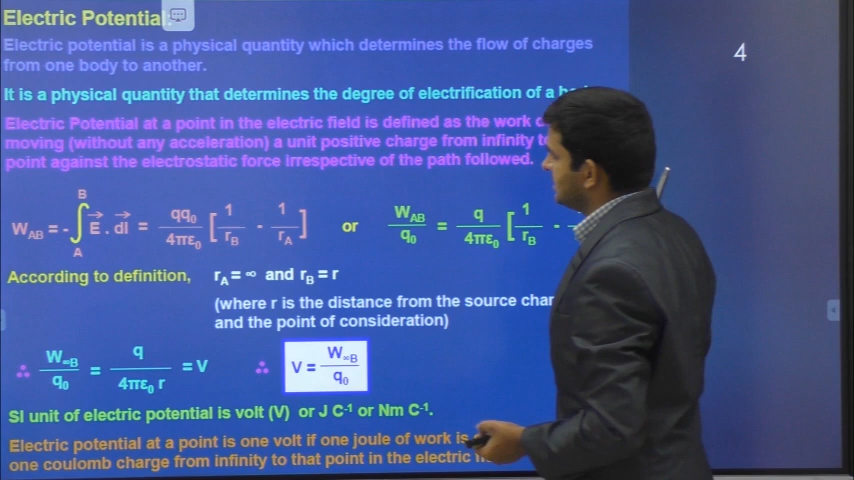 Electric Potential
4
Electric potential is a physical quantity which determines the flow of charges
from one body to another.
It is a physical quantity that determines the degree of electrification of a
Electric Potential at a point in the electric field is defined as the work
moving (without any acceleration) a unit positive charge from infinity
point against the electrostatic force irrespective of the path followed.
W_AB = - ∫_A^B E⃗ . dl⃗ = qq₀ / 4πε₀ [ 1 / r_B - 1 / r_A ] or W_AB / q₀ = q / 4πε₀ [ 1 / r_B -
According to definition, r_A = ∞ and r_B = r
(where r is the distance from the source
and the point of consideration)
∴ W_∞B / q₀ = q / 4πε₀ r = V ∴ V = W_∞B / q₀
SI unit of electric potential is volt (V) or J C⁻¹ or Nm C⁻¹.
Electric potential at a point is one volt if one joule of work is
one coulomb charge from infinity to that point in the electric